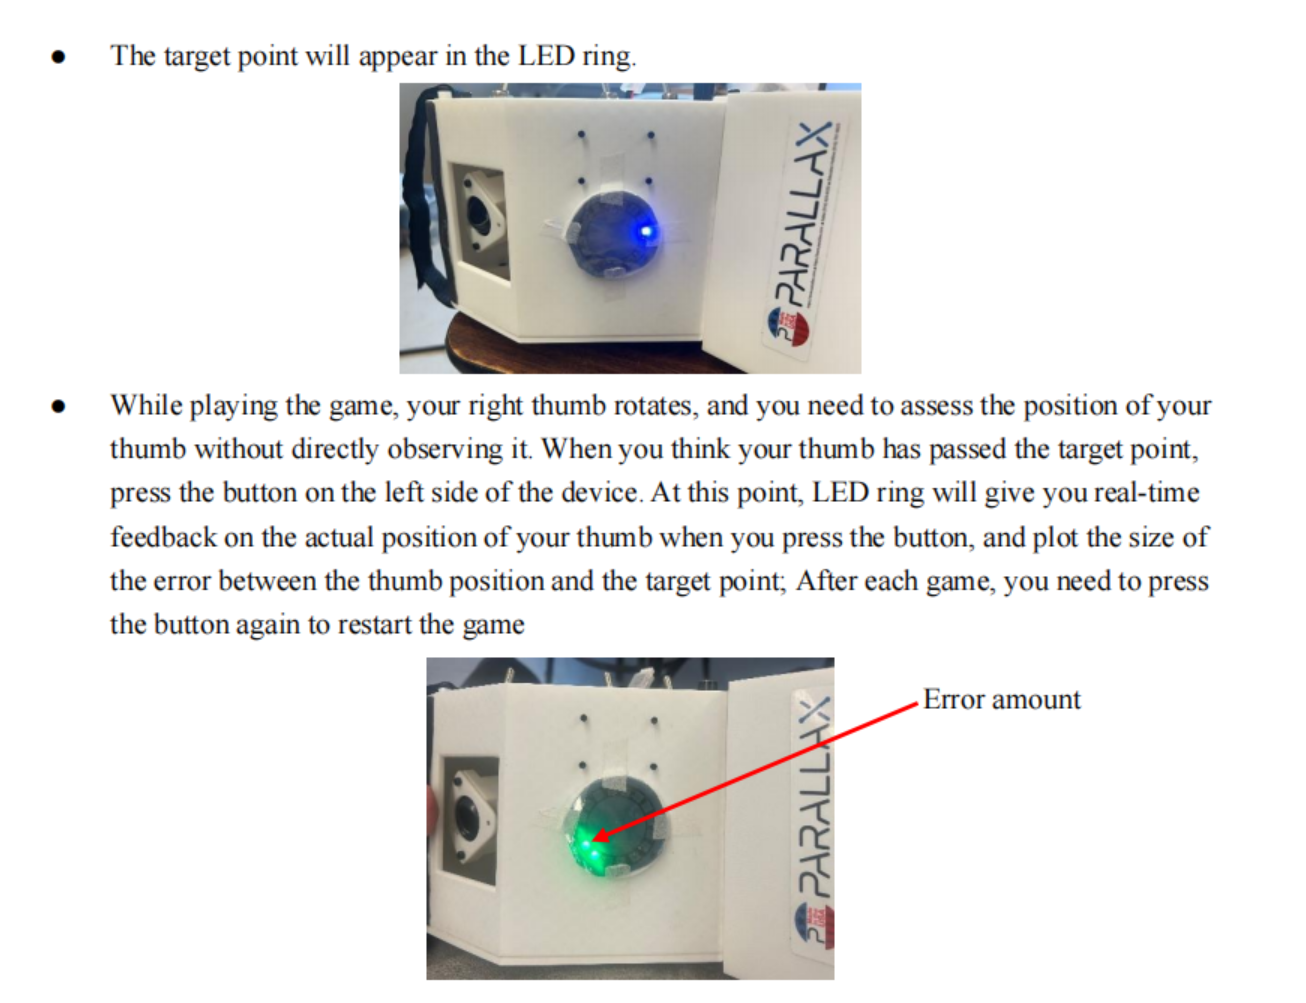 ● The target point will appear in the LED ring.
PARALLAX
● While playing the game, your right thumb rotates, and you need to assess the position of your
thumb without directly observing it. When you think your thumb has passed the target point,
press the button on the left side of the device. At this point, LED ring will give you real-time
feedback on the actual position of your thumb when you press the button, and plot the size of
the error between the thumb position and the target point; After each game, you need to press
the button again to restart the game
Error amount
PARALLAX